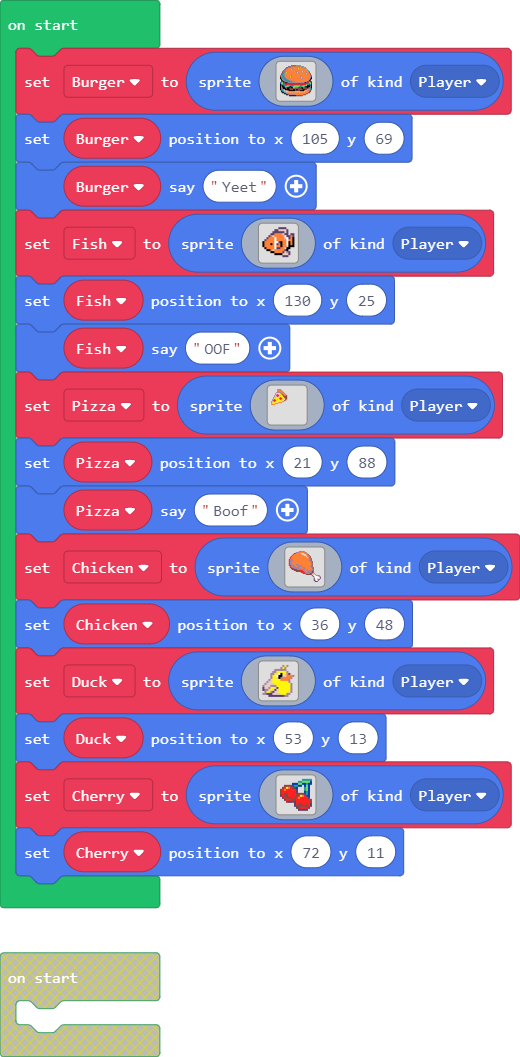 on start
set Burger to sprite of kind Player
set Burger position to x 105 y 69
Burger say "Yeet"
set Fish to sprite of kind Player
set Fish position to x 130 y 25
Fish say "OOF"
set Pizza to sprite of kind Player
set Pizza position to x 21 y 88
Pizza say "Boof"
set Chicken to sprite of kind Player
set Chicken position to x 36 y 48
set Duck to sprite of kind Player
set Duck position to x 53 y 13
set Cherry to sprite of kind Player
set Cherry position to x 72 y 11
on start